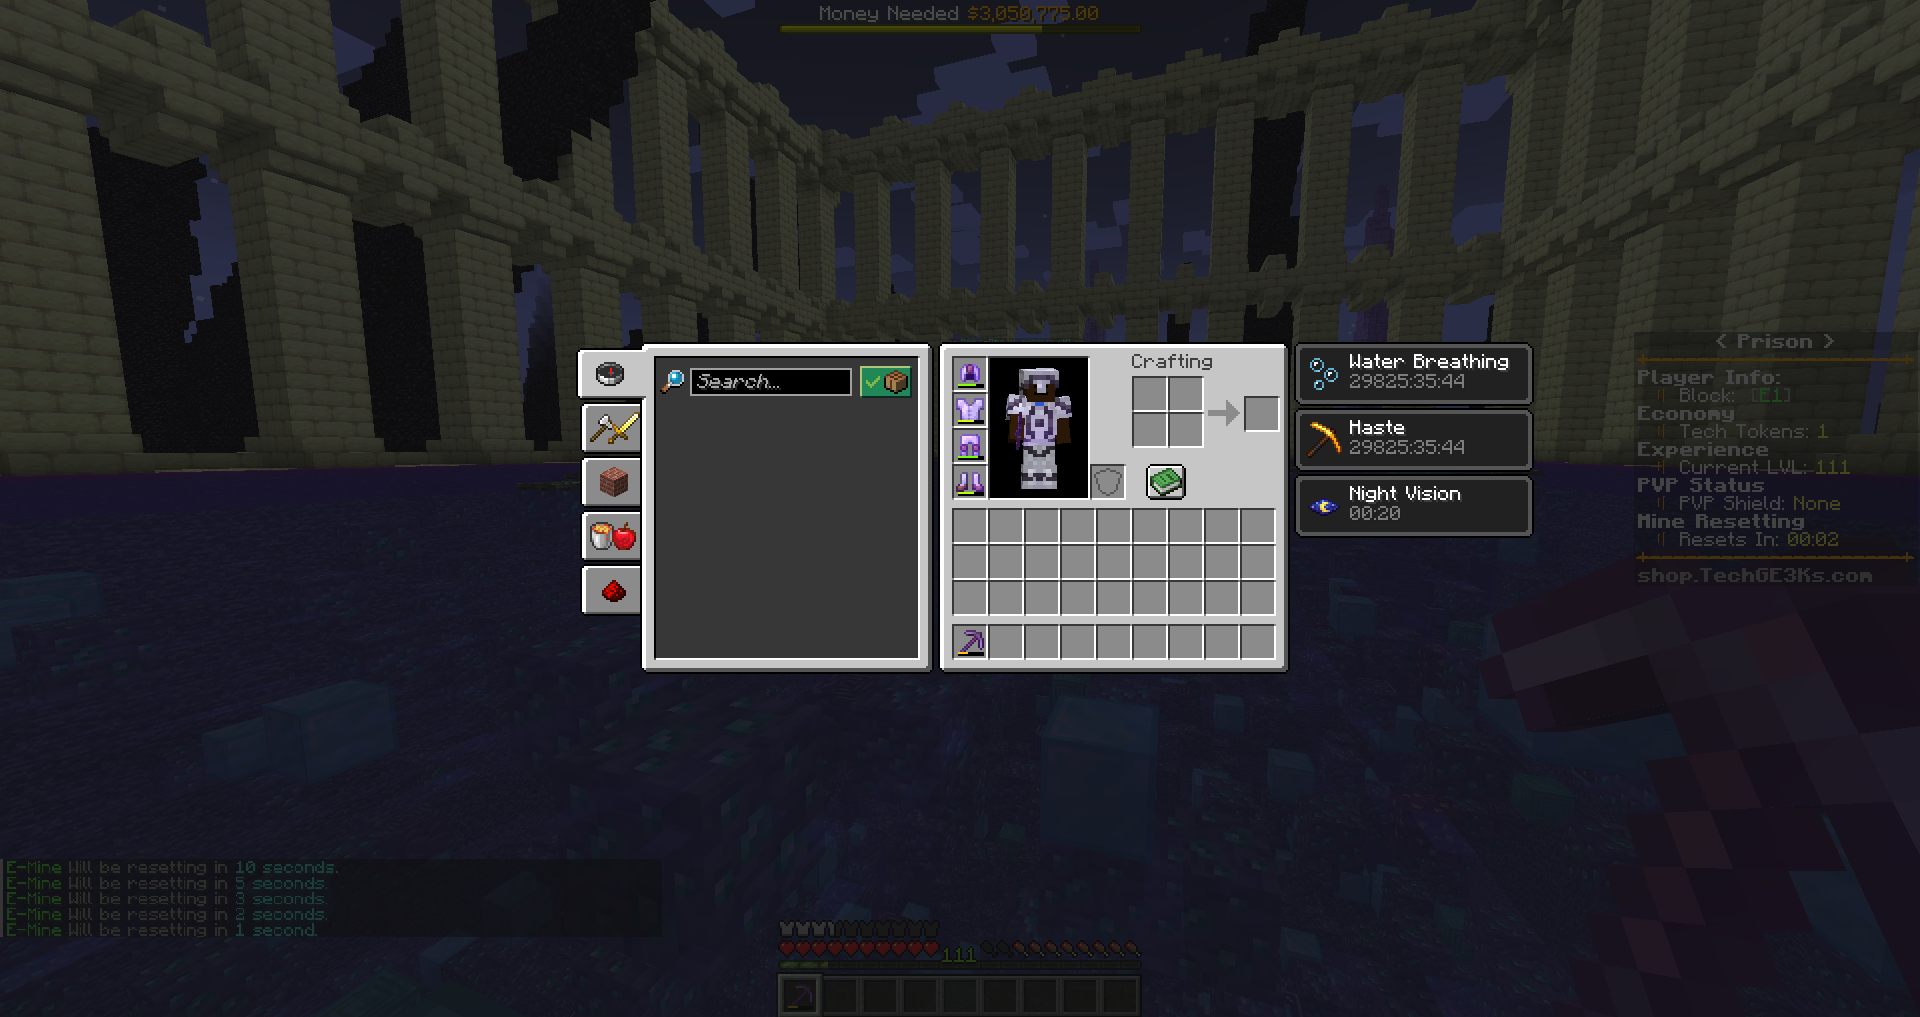 Money Needed $3,050,775.00
Search...
Crafting
Water Breathing
29825:35:44
Haste
29825:35:44
Night Vision
00:20
< Prison >
Player Info:
Block: [E1]
Economy
Tech Tokens: 1
Experience
Current LVL: 111
PVP Status
PVP Shield: None
Mine Resetting
Resets In: 00:02
shop.TechGE3Ks.com
E-Mine Will be resetting in 10 seconds.
E-Mine Will be resetting in 5 seconds.
E-Mine Will be resetting in 3 seconds.
E-Mine Will be resetting in 2 seconds.
E-Mine Will be resetting in 1 second.
111